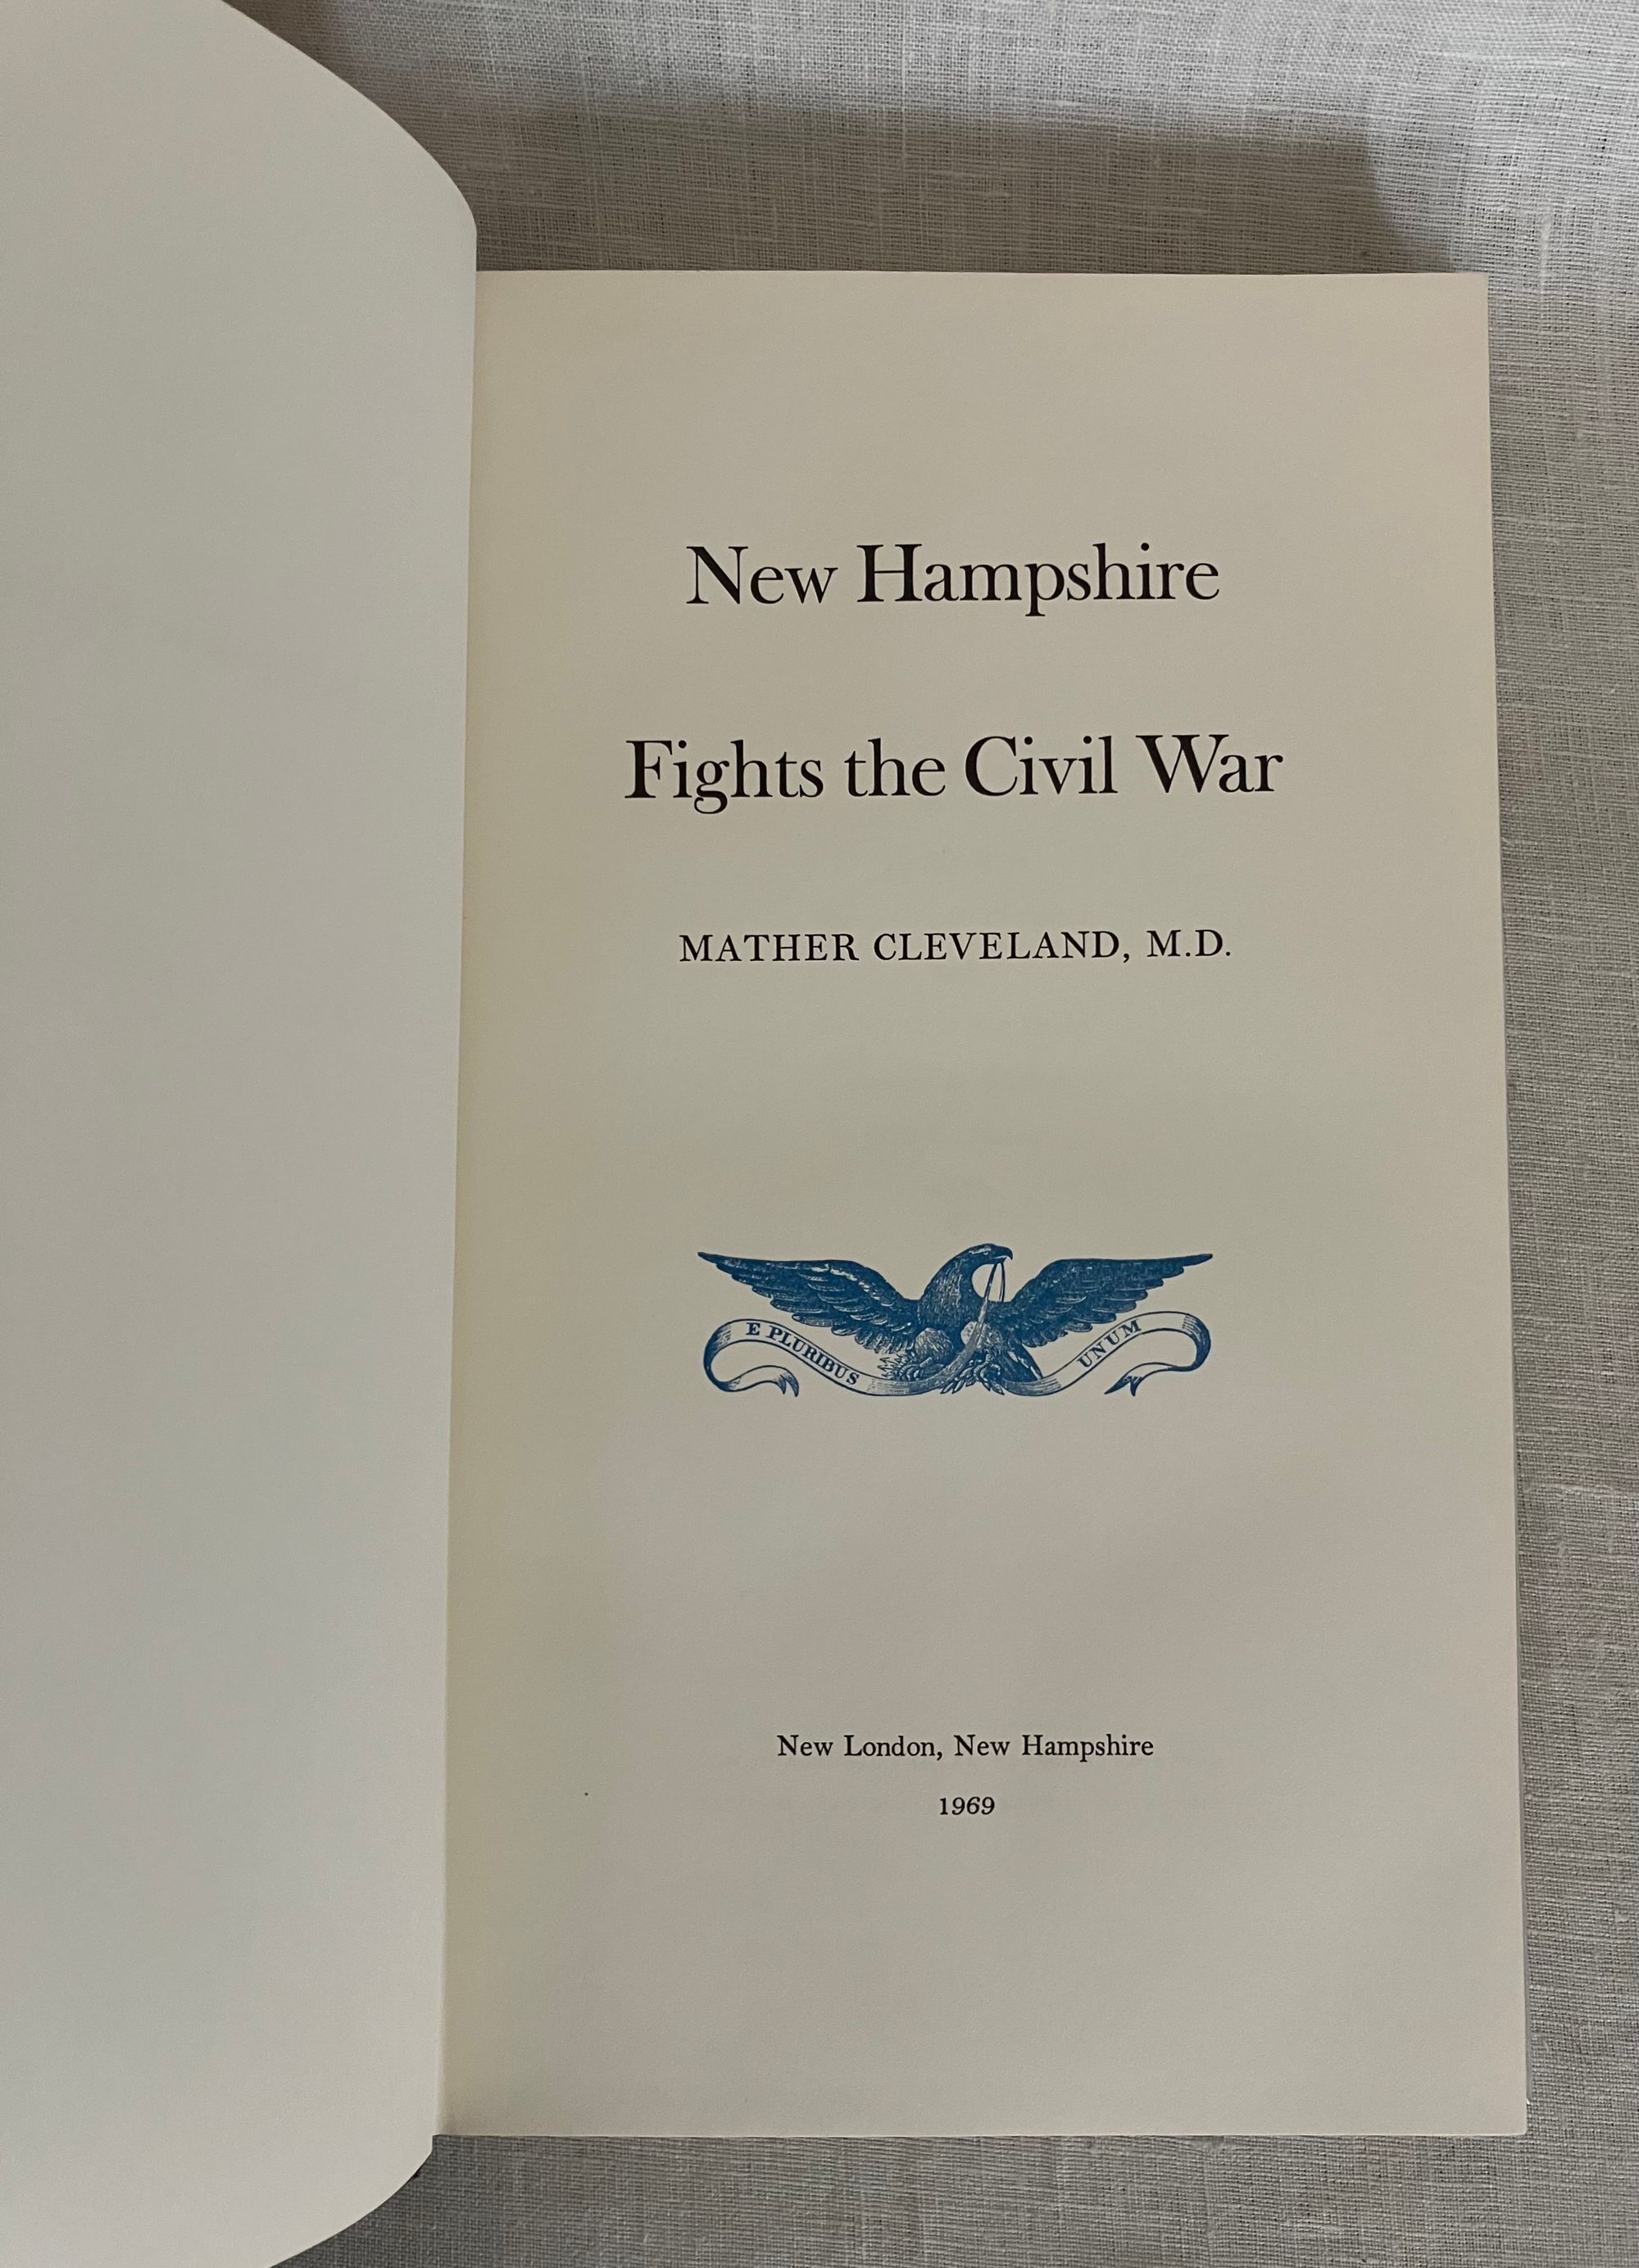 New Hampshire
Fights the Civil War
MATHER CLEVELAND, M.D.
E PLURIBUS UNUM
New London, New Hampshire
1969